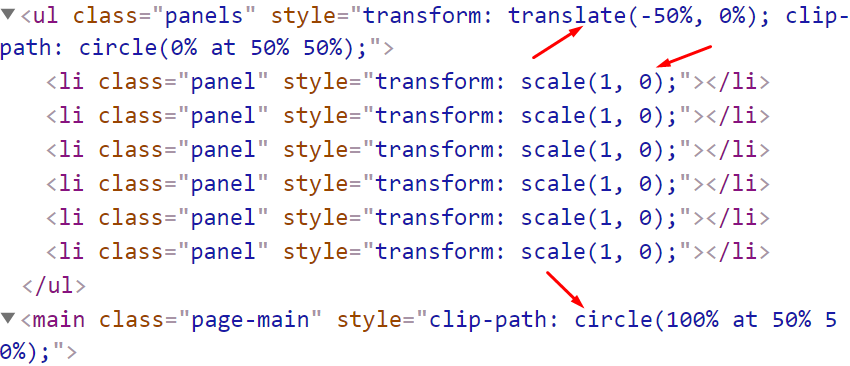 ▼<ul class="panels" style="transform: translate(-50%, 0%); clip-
path: circle(0% at 50% 50%);">
<li class="panel" style="transform: scale(1, 0);"></li>
<li class="panel" style="transform: scale(1, 0);"></li>
<li class="panel" style="transform: scale(1, 0);"></li>
<li class="panel" style="transform: scale(1, 0);"></li>
<li class="panel" style="transform: scale(1, 0);"></li>
<li class="panel" style="transform: scale(1, 0);"></li>
</ul>
▼<main class="page-main" style="clip-path: circle(100% at 50% 5
0%);">